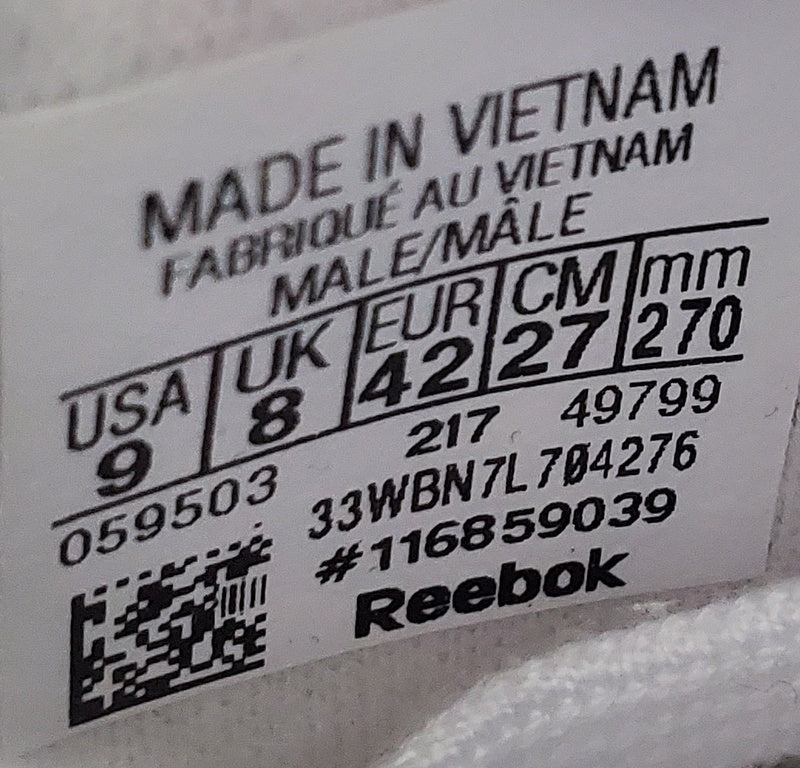 MADE IN VIETNAM
FABRIQUÉ AU VIETNAM
MALE/MÂLE
USA UK EUR CM mm
9 8 42 27 270
059503 217 49799
33WBN7L704276
#116859039
Reebok